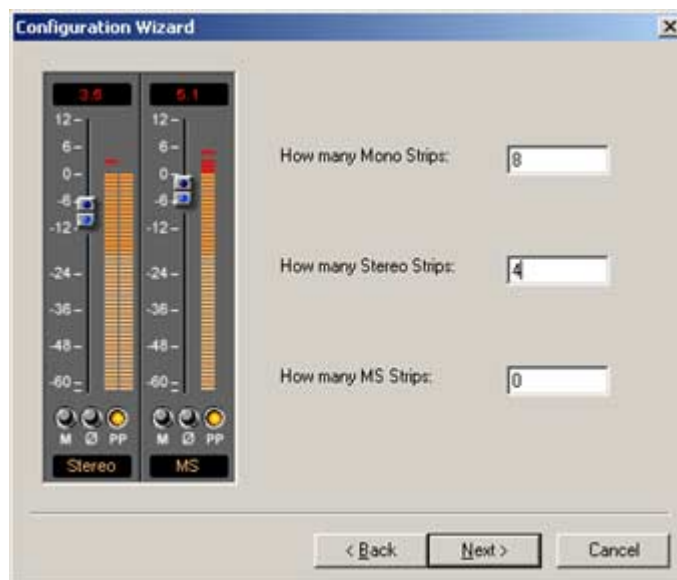 Configuration Wizard
3.6 5.1
12 12
6 6
0 0
-6 -6
-12 -12
-24 -24
-36 -36
-48 -48
-60 -60
M Ø PP M Ø PP
Stereo MS
How many Mono Strips: 8
How many Stereo Strips: 4
How many MS Strips: 0
< Back Next > Cancel